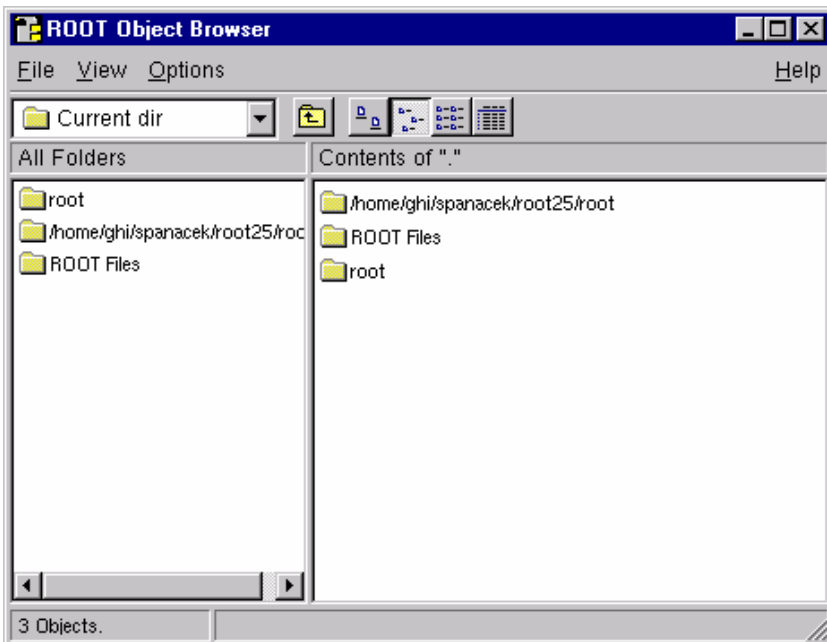 ROOT Object Browser
File View Options Help
Current dir
All Folders
Contents of "."
root
/home/ghi/spanacek/root25/roo
ROOT Files
/home/ghi/spanacek/root25/root
ROOT Files
root
3 Objects.